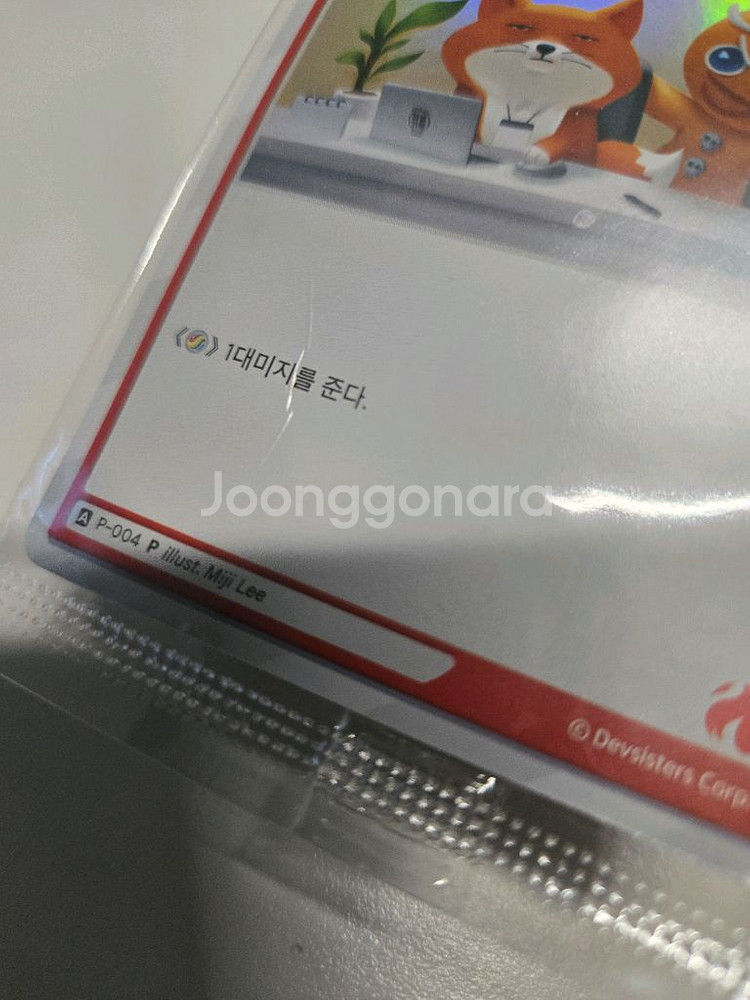 《》 1대미지를 준다.
Joonggonara
A P-004 P illust. Miji Lee
© Devsisters Corp